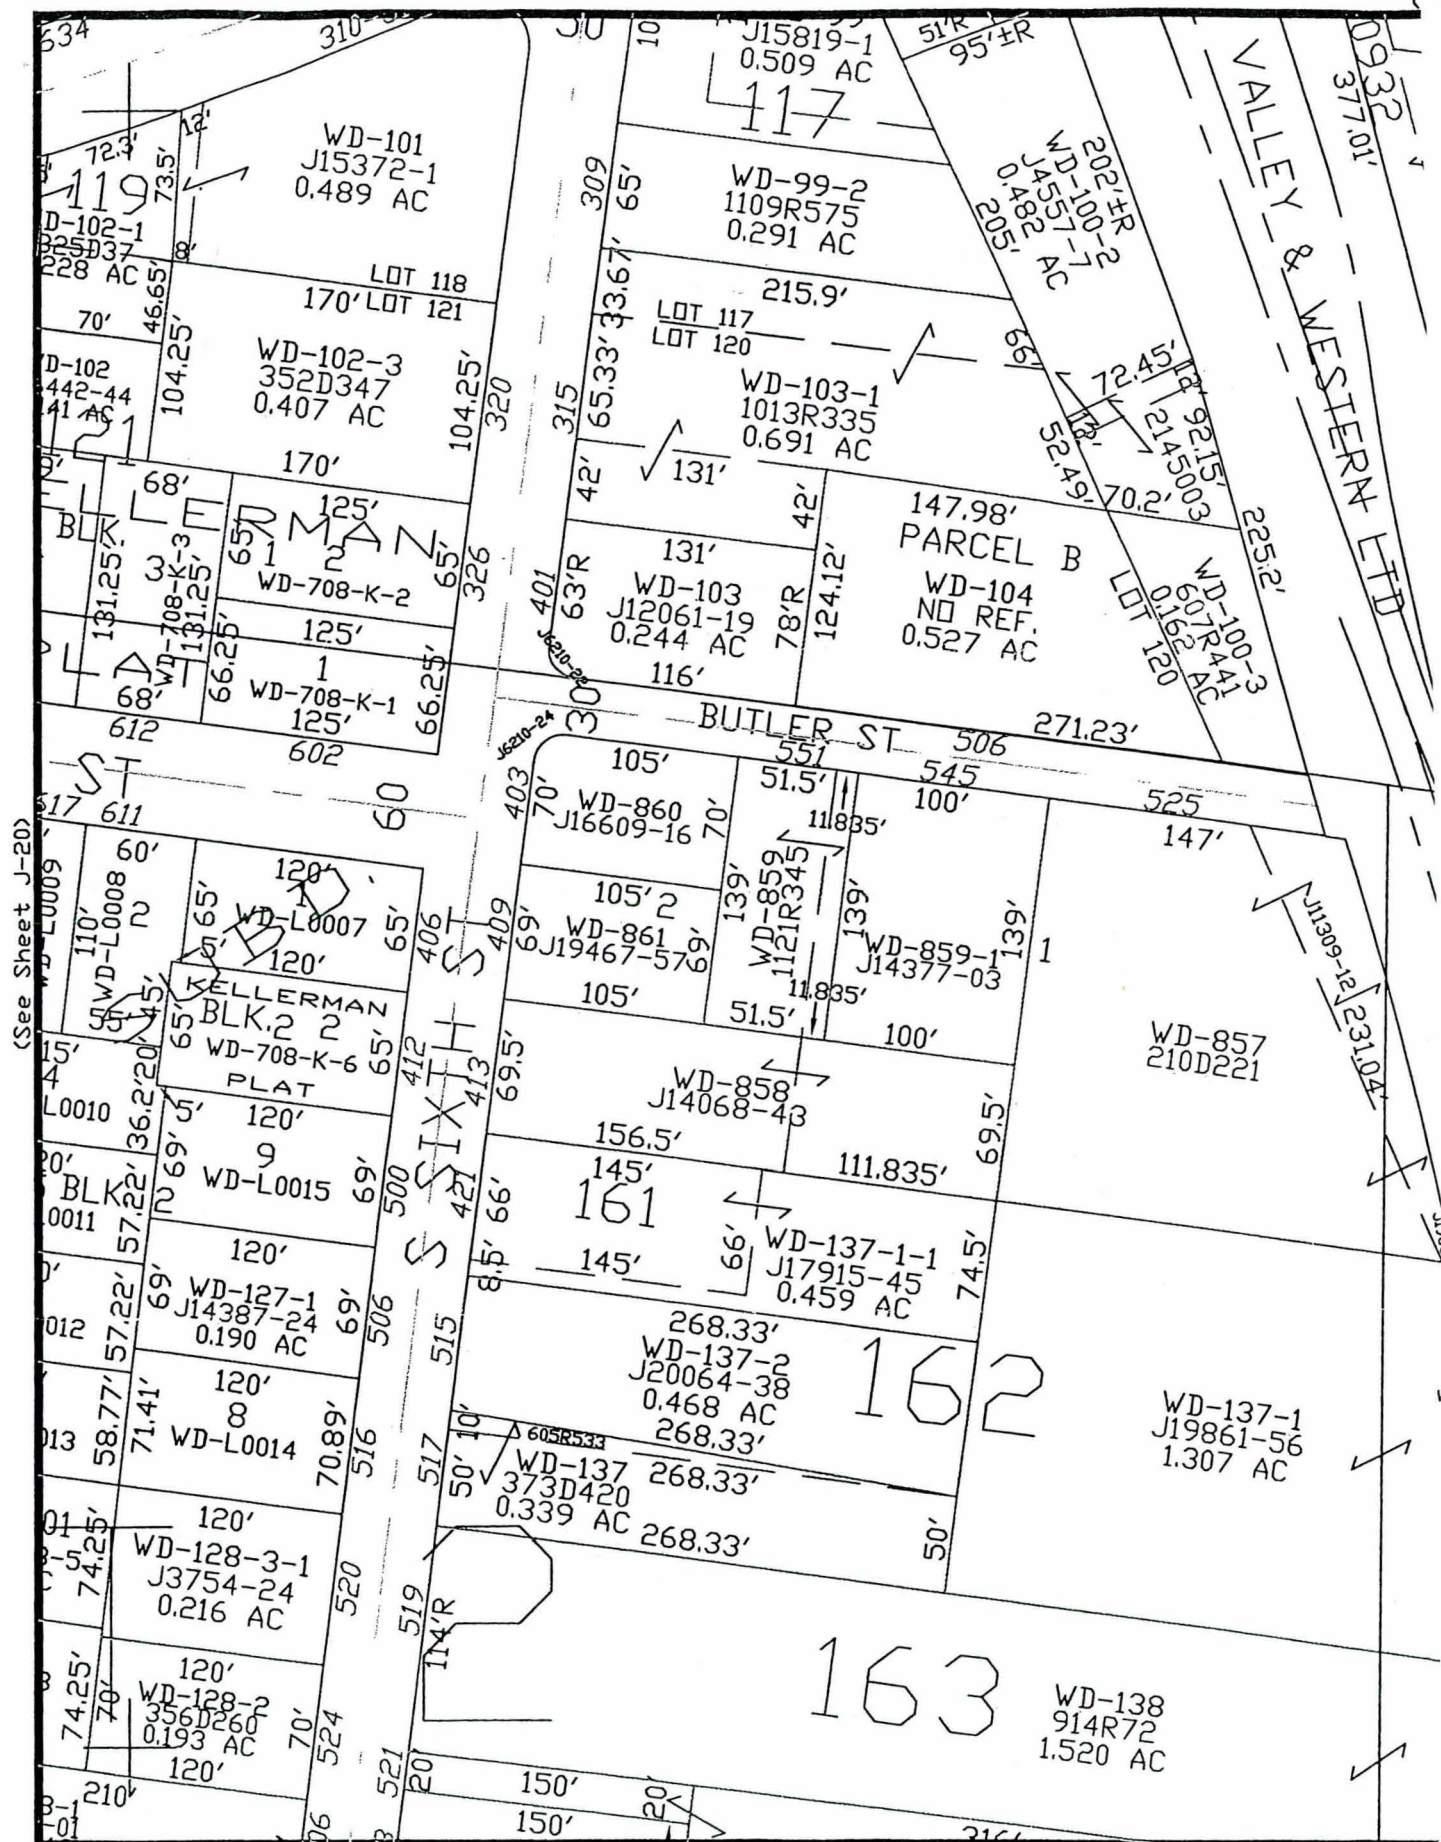 310
10
J15819-1
0.509 AC
117
51'R
95'±R
0932
377.01'
VALLEY & WESTERN LTD
12'
72.3'
73.5'
119
WD-101
J15372-1
0.489 AC
8'
LOT 118
170' LOT 121
309
65'
WD-99-2
1109R575
0.291 AC
202'±R
WD-100-2
J4557-7
0.482 AC
205'
46.65'
70'
104.25'
WD-102-3
352D347
0.407 AC
104.25'
320
315
33.67'
65.33'
215.9'
LOT 117
LOT 120
66'
WD-103-1
1013R335
0.691 AC
72.45'
12'
92.15'
2145003
52.49'
70.2'
225.2'
121
170'
68'
125'
1 2
WD-708-K-2
65'
65'
326
42'
131'
42'
147.98'
PARCEL B
WD-104
NO REF.
0.527 AC
WD-100-3
607R441
0.162 AC
LOT 120
BLK
3
131.25'
WD-708-K-3
131.25'
401
63'R
131'
WD-103
J12061-19
0.244 AC
78'R
124.12'
125'
1
WD-708-K-1
125'
66.25'
66.25'
68'
612
602
J6210-24
30
116'
BUTLER ST
271.23'
551
506
545
525
ST
60
617
611
403
70'
105'
WD-860
J16609-16
70'
51.5'
11.835'
100'
147'
(See Sheet J-20)
WD-L0009
60'
WD-L0008
2
110'
65'
120'
1
WD-L0007
65'
5'
120'
406
409
69'
105' 2
WD-861
J19467-57
69'
139'
WD-859
1121R345
139'
WD-859-1
J14377-03
139'
1
J11309-12
231.04'
KELLERMAN
BLK.2 2
WD-708-K-6
PLAT
45'
65'
65'
412
413
105'
51.5'
11.835'
100'
WD-857
210D221
L0010
36.2'
20'
5'
120'
9
WD-L0015
69'
69'
500
69.5'
WD-858
J14068-43
156.5'
111.835'
69.5'
S SIXTH ST
BLK
2
57.22'
421
66'
145'
161
145'
66'
8.5'
WD-137-1-1
J17915-45
0.459 AC
74.5'
57.22'
120'
69'
WD-127-1
J14387-24
0.190 AC
69'
506
515
268.33'
WD-137-2
J20064-38
0.468 AC
268.33'
162
WD-137-1
J19861-56
1.307 AC
58.77'
71.41'
120'
8
WD-L0014
70.89'
516
517
10'
50'
605R533
WD-137
373D420
0.339 AC
268.33'
268.33'
50'
74.25'
120'
WD-128-3-1
J3754-24
0.216 AC
520
519
114'R
163
WD-138
914R72
1.520 AC
74.25'
70'
120'
WD-128-2
356D260
0.193 AC
120'
70'
524
521
20'
150'
150'
20'
210'